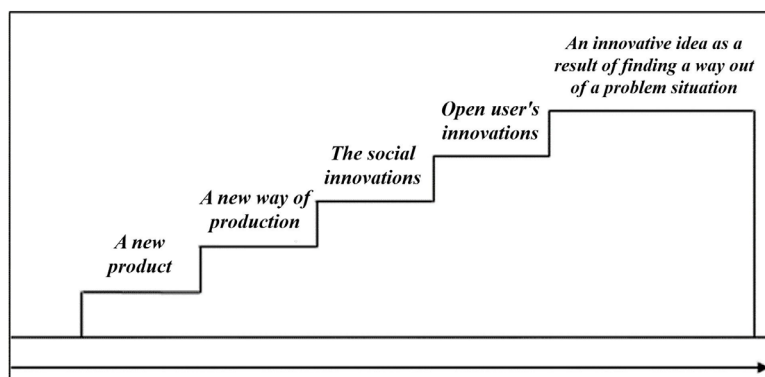 An innovative idea as a
result of finding a way out
of a problem situation
Open user's
innovations
The social
innovations
A new way of
production
A new
product